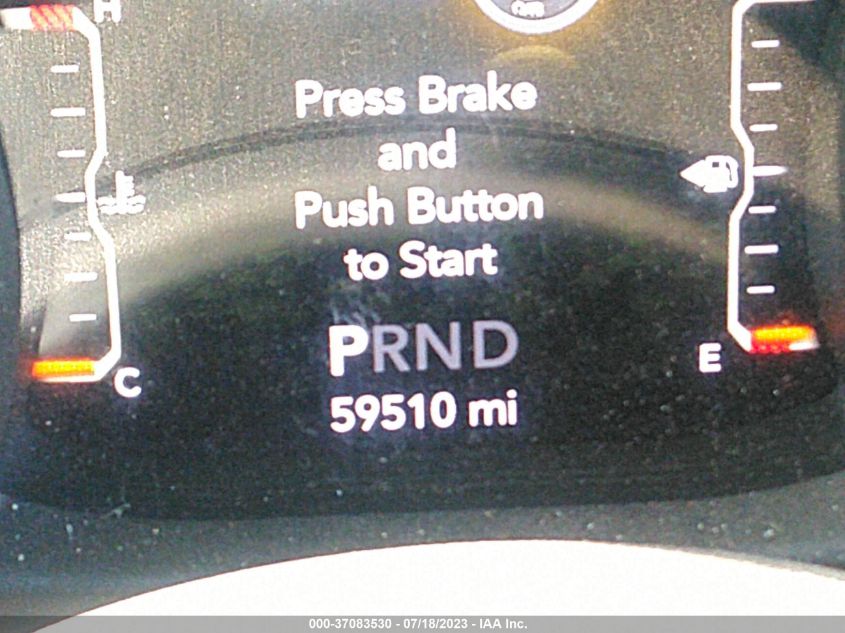 H
Press Brake
and
Push Button
to Start
PRND
C
E
59510 mi
000-37083530 - 07/18/2023 - IAA Inc.